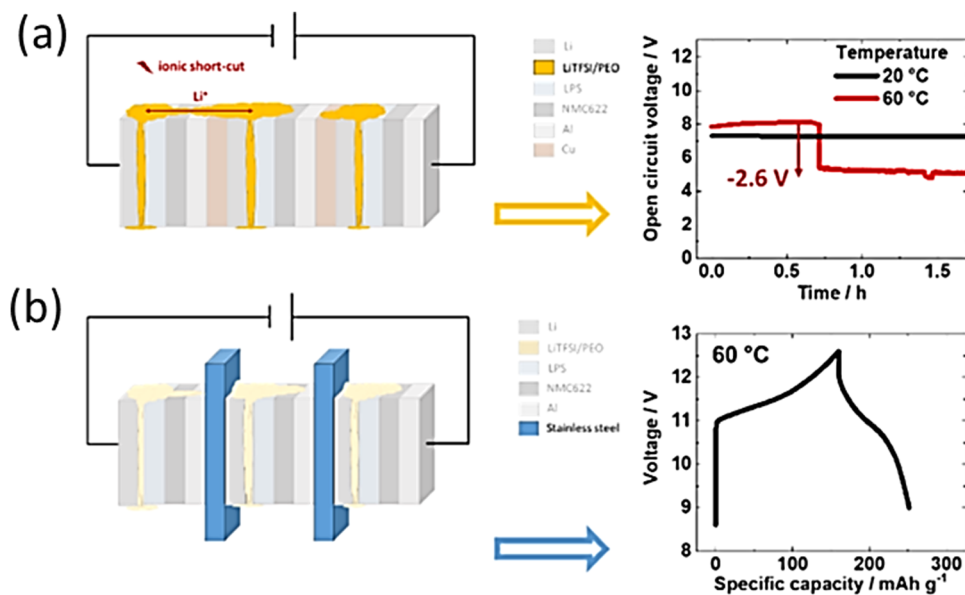 (a)
ionic short-cut
Li⁺
Li
LiTFSI/PEO
LPS
NMC622
Al
Cu
Open circuit voltage / V
12
10
8
6
4
2
0
Temperature
20 °C
60 °C
-2.6 V
0.0 0.5 1.0 1.5
Time / h
(b)
Li
LiTFSI/PEO
LPS
NMC622
Al
Stainless steel
Voltage / V
13
12
11
10
9
8
60 °C
0 100 200 300
Specific capacity / mAh g⁻¹